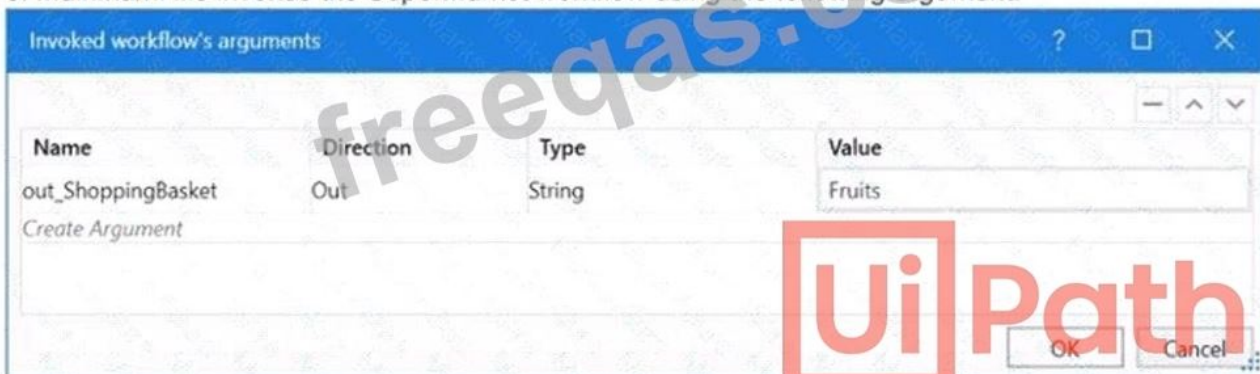 Invoked workflow's arguments
Name Direction Type Value
out_ShoppingBasket Out String Fruits
Create Argument
OK Cancel
UiPath
freeqas.